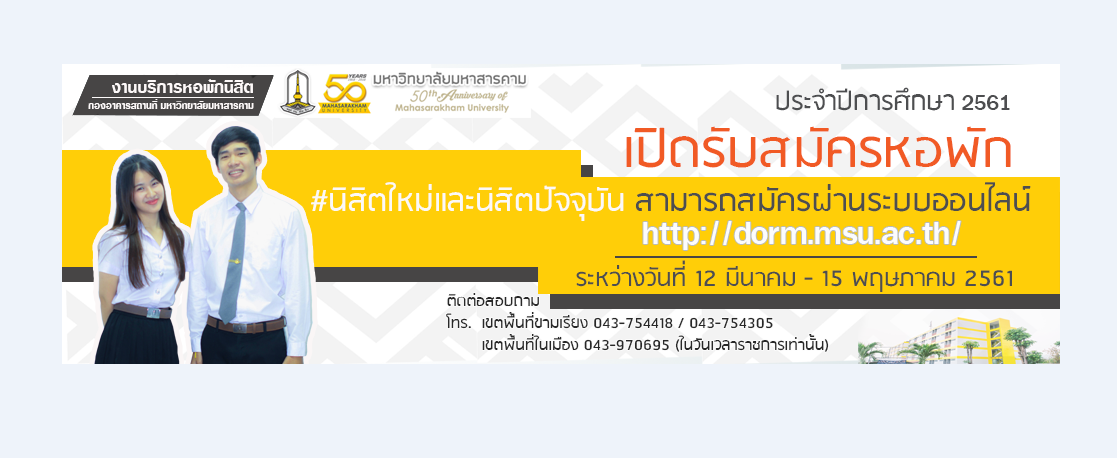 งานบริการหอพักนิสิต
กองอาคารสถานที่ มหาวิทยาลัยมหาสารคาม
50 YEARS
MAHASARAKHAM
UNIVERSITY
มหาวิทยาลัยมหาสารคาม
50th Anniversary of
Mahasarakham University
ประจำปีการศึกษา 2561
เปิดรับสมัครหอพัก
#นิสิตใหม่และนิสิตปัจจุบัน สามารถสมัครผ่านระบบออนไลน์
http://dorm.msu.ac.th/
ระหว่างวันที่ 12 มีนาคม - 15 พฤษภาคม 2561
ติดต่อสอบถาม
โทร. เขตพื้นที่ขามเรียง 043-754418 / 043-754305
เขตพื้นที่ในเมือง 043-970695 (ในวันเวลาราชการเท่านั้น)